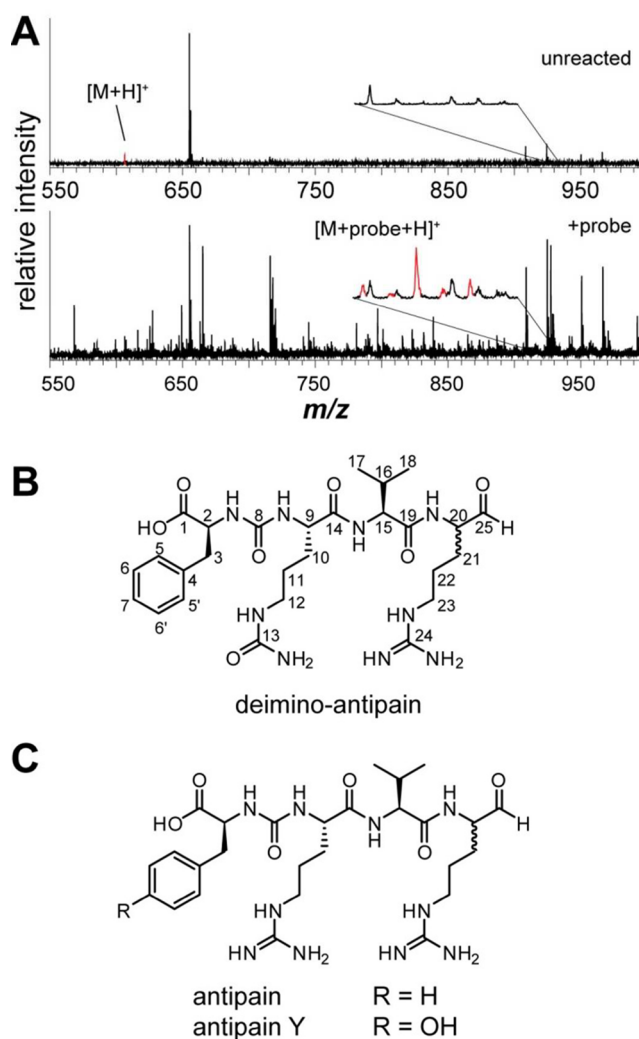 A
unreacted
[M+H]+
550 650 750 850 950
relative intensity
[M+probe+H]+
+probe
550 650 750 850 950
m/z
B
17 18
16
O H O H O
1 2 N 8 N 9 14 N 15 19 N 20 25 H
HO O H O
3 10 21
5 4 11 22
6 12 23
7 5' HN HN
6' 13 24
O NH2 HN NH2
deimino-antipain
C
O H H O H O
HO N N N N H
O H O
R
HN HN
HN NH2 HN NH2
antipain R = H
antipain Y R = OH